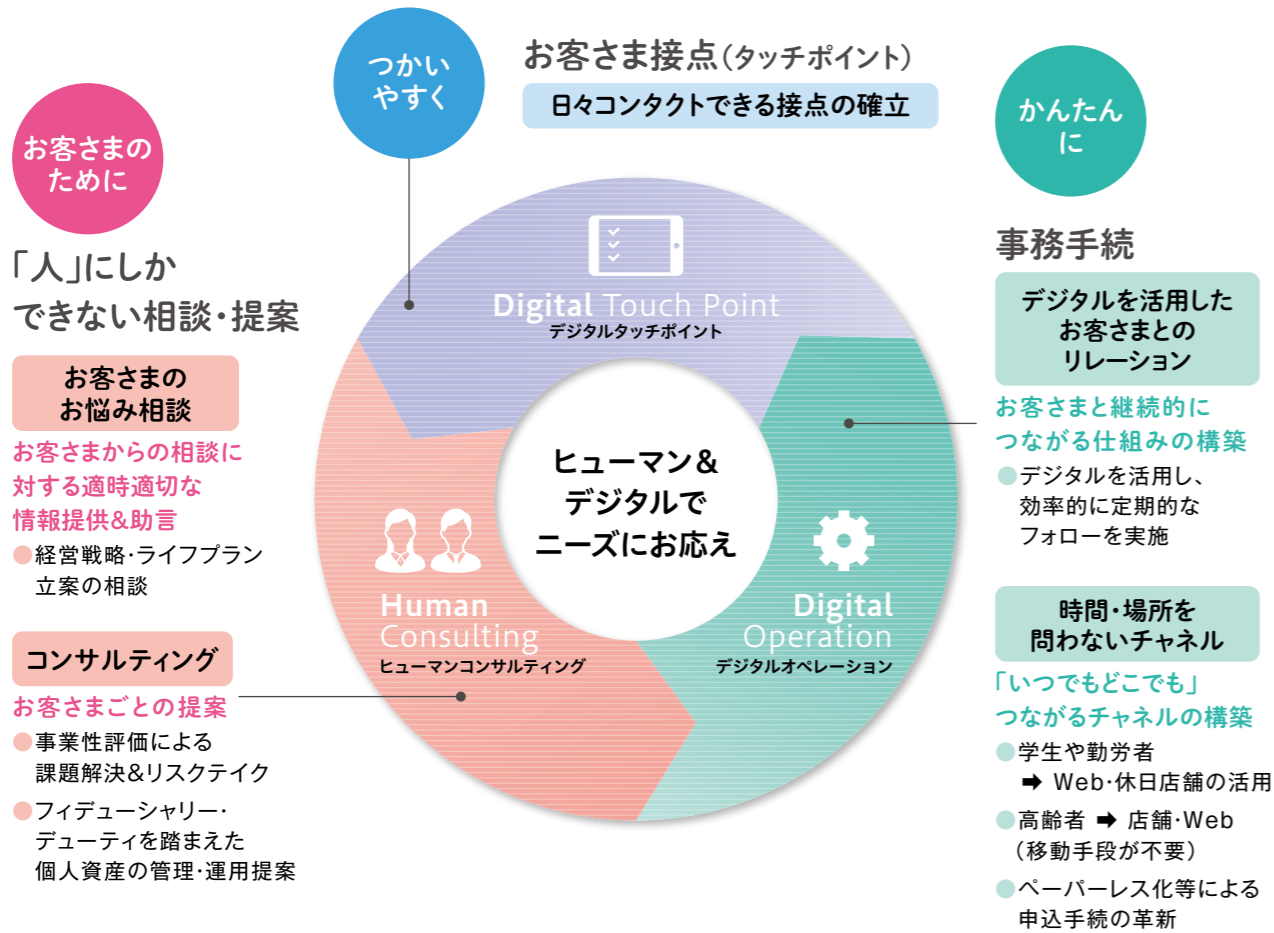 お客さまの
ために
「人」にしか
できない相談・提案
お客さまの
お悩み相談
お客さまからの相談に
対する適時適切な
情報提供&助言
●経営戦略・ライフプラン
立案の相談
コンサルティング
お客さまごとの提案
●事業性評価による
課題解決&リスクテイク
●フィデューシャリー・
デューティを踏まえた
個人資産の管理・運用提案
つかい
やすく
お客さま接点(タッチポイント)
日々コンタクトできる接点の確立
Digital Touch Point
デジタルタッチポイント
ヒューマン&
デジタルで
ニーズにお応え
Human
Consulting
ヒューマンコンサルティング
Digital
Operation
デジタルオペレーション
かんたん
に
事務手続
デジタルを活用した
お客さまとの
リレーション
お客さまと継続的に
つながる仕組みの構築
●デジタルを活用し、
効率的に定期的な
フォローを実施
時間・場所を
問わないチャネル
「いつでもどこでも」
つながるチャネルの構築
●学生や勤労者
➡ Web・休日店舗の活用
●高齢者 ➡ 店舗・Web
(移動手段が不要)
●ペーパーレス化等による
申込手続の革新